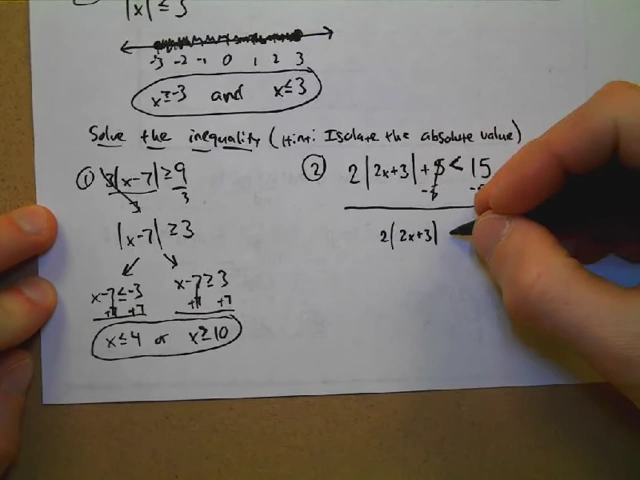 |x| ≤ 3
-3 -2 -1 0 1 2 3
x ≥ -3 and x ≤ 3
Solve the inequality (Hint: Isolate the absolute value)
① 3|x-7| ≥ 9
3 3
|x-7| ≥ 3
x-7 ≤ -3 x-7 ≥ 3
+7 +7 +7 +7
x ≤ 4 or x ≥ 10
② 2|2x+3| + 5 < 15
-5 -5
2|2x+3|